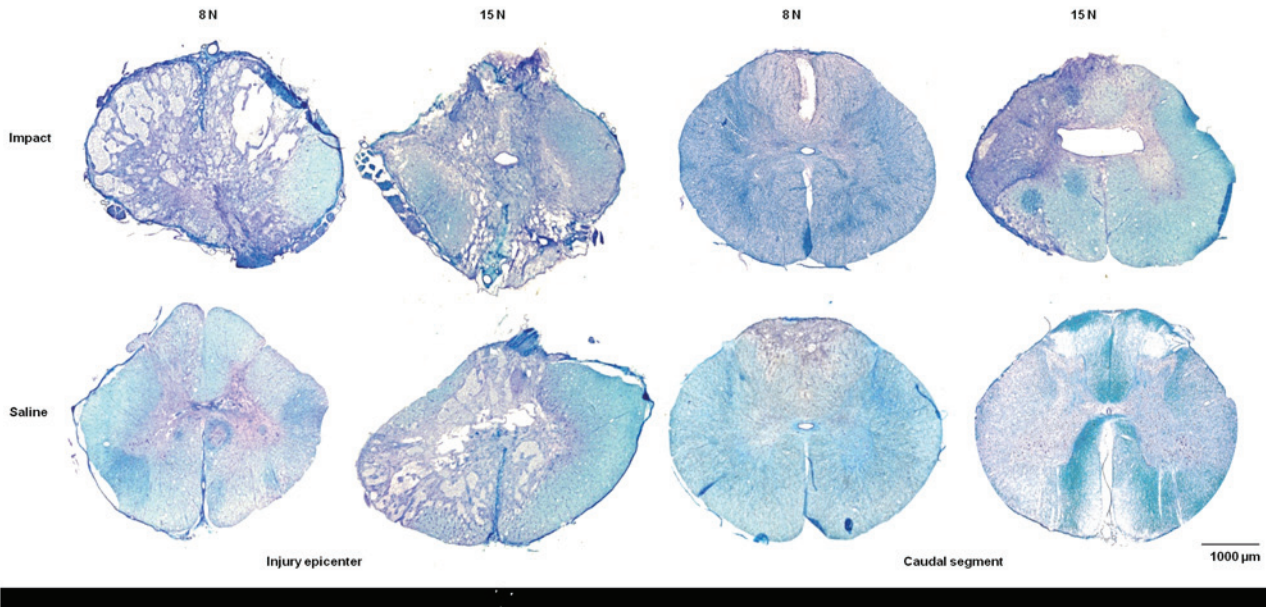 8 N
15 N
8 N
15 N
Impact
Saline
Injury epicenter
Caudal segment
1000 µm